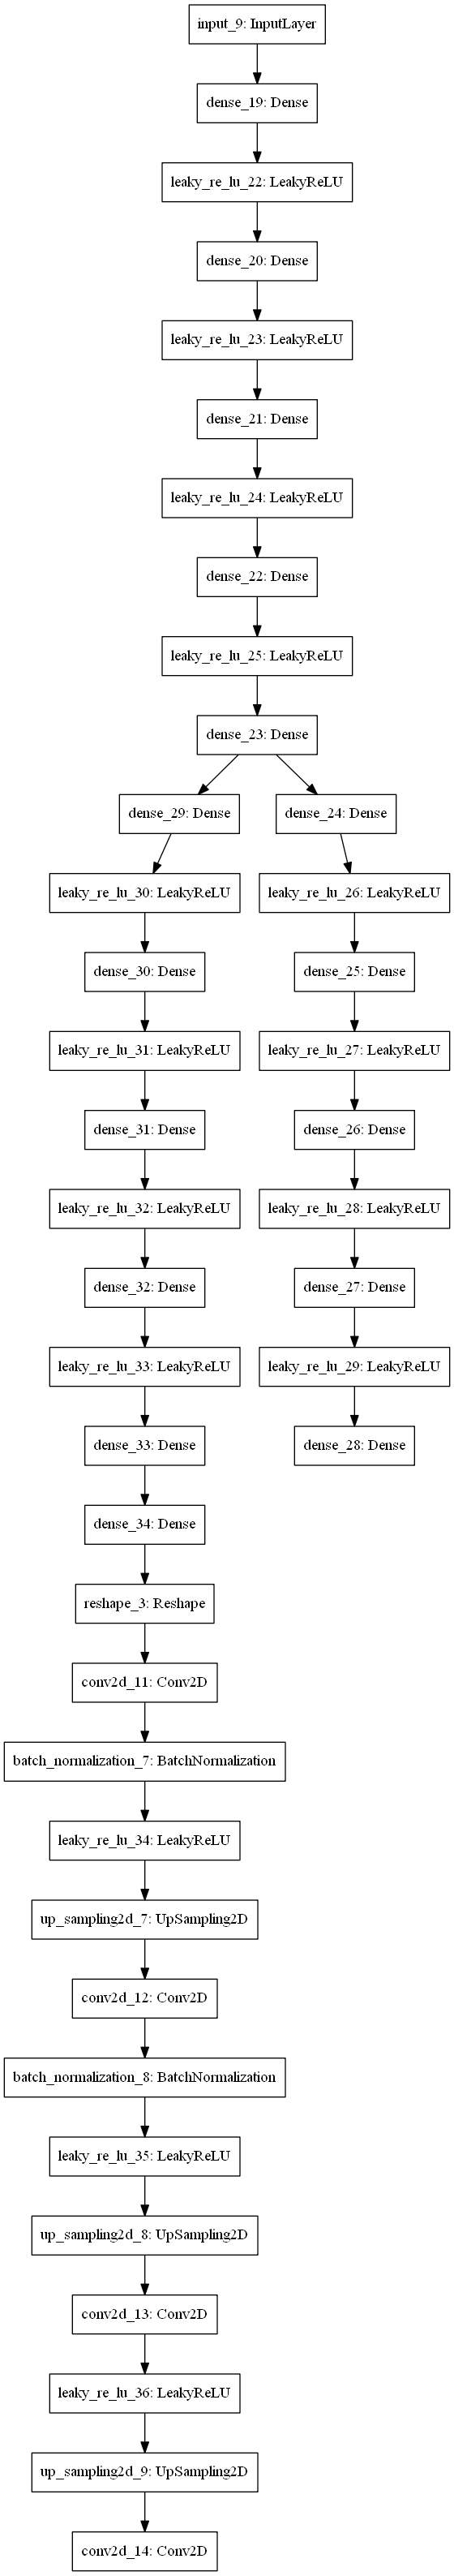 input_9: InputLayer
dense_19: Dense
leaky_re_lu_22: LeakyReLU
dense_20: Dense
leaky_re_lu_23: LeakyReLU
dense_21: Dense
leaky_re_lu_24: LeakyReLU
dense_22: Dense
leaky_re_lu_25: LeakyReLU
dense_23: Dense
dense_29: Dense
dense_24: Dense
leaky_re_lu_30: LeakyReLU
leaky_re_lu_26: LeakyReLU
dense_30: Dense
dense_25: Dense
leaky_re_lu_31: LeakyReLU
leaky_re_lu_27: LeakyReLU
dense_31: Dense
dense_26: Dense
leaky_re_lu_32: LeakyReLU
leaky_re_lu_28: LeakyReLU
dense_32: Dense
dense_27: Dense
leaky_re_lu_33: LeakyReLU
leaky_re_lu_29: LeakyReLU
dense_33: Dense
dense_28: Dense
dense_34: Dense
reshape_3: Reshape
conv2d_11: Conv2D
batch_normalization_7: BatchNormalization
leaky_re_lu_34: LeakyReLU
up_sampling2d_7: UpSampling2D
conv2d_12: Conv2D
batch_normalization_8: BatchNormalization
leaky_re_lu_35: LeakyReLU
up_sampling2d_8: UpSampling2D
conv2d_13: Conv2D
leaky_re_lu_36: LeakyReLU
up_sampling2d_9: UpSampling2D
conv2d_14: Conv2D